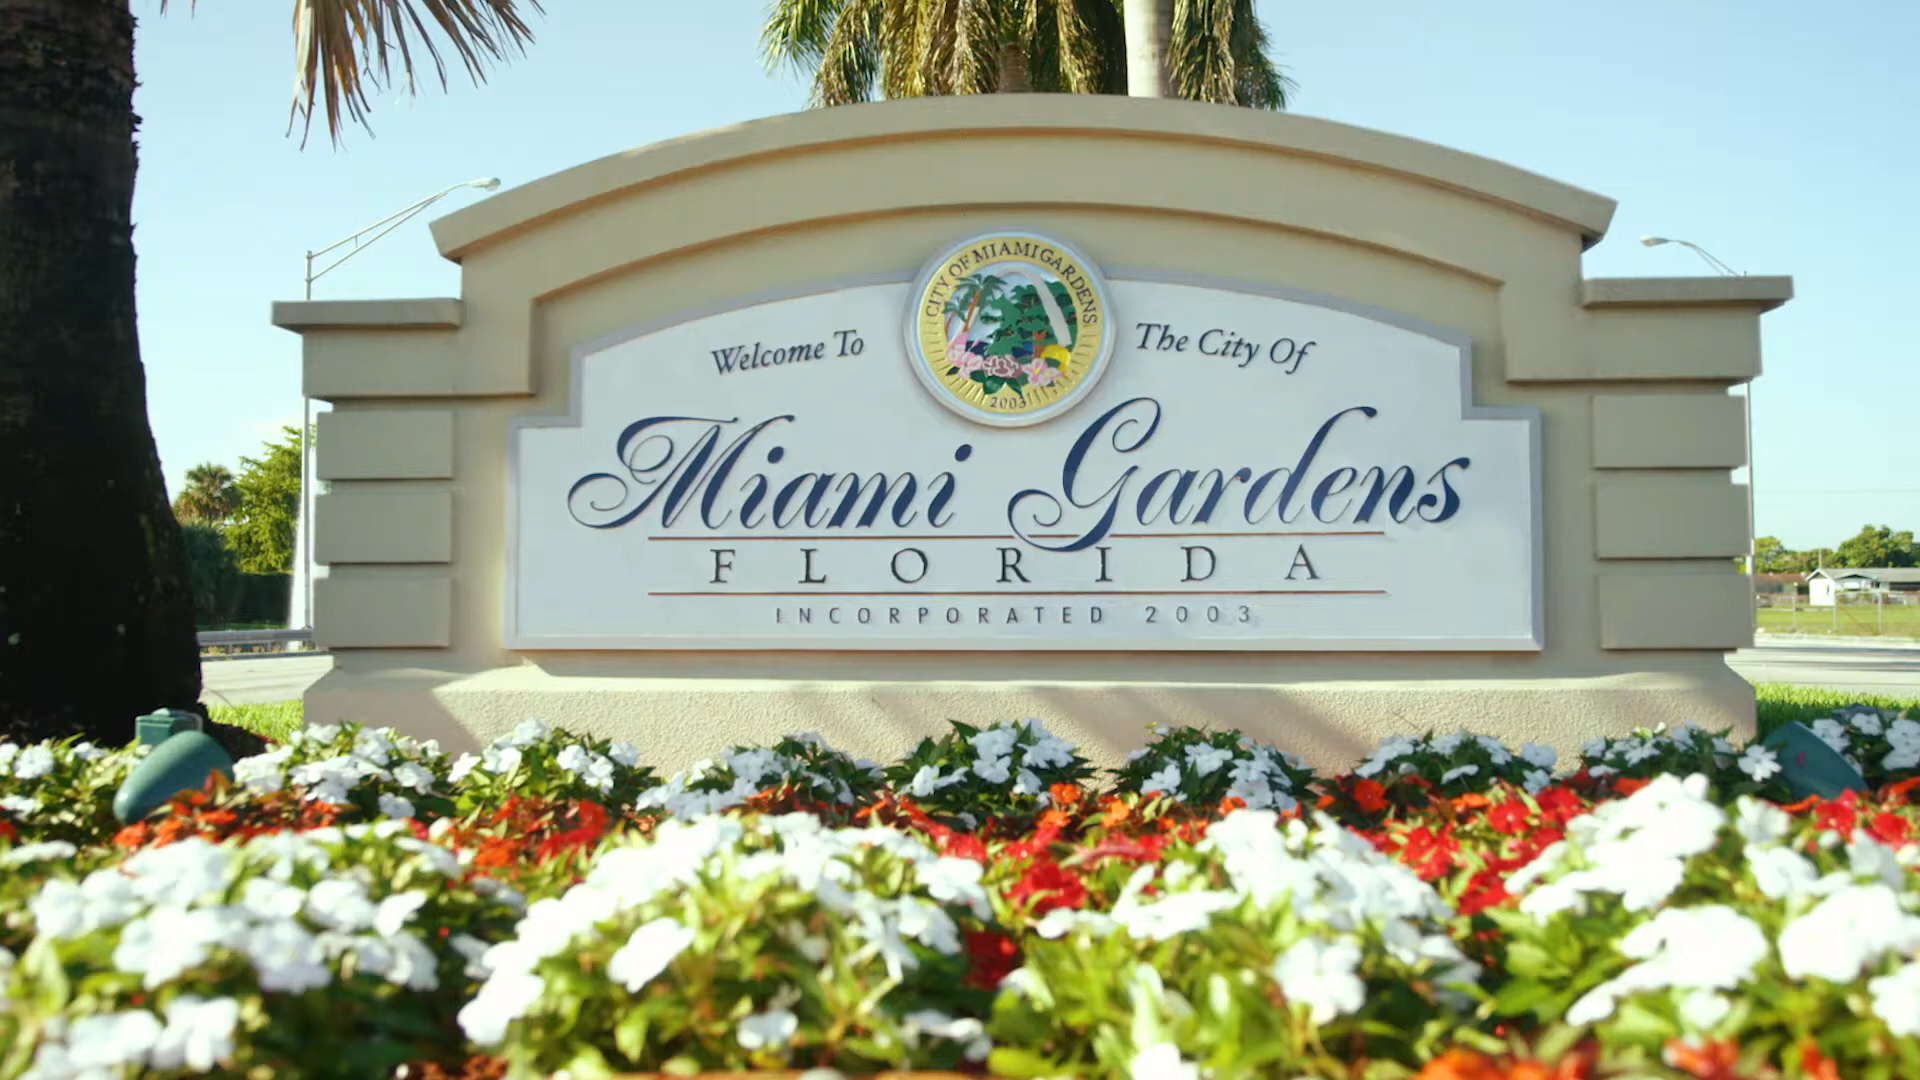 CITY OF MIAMI GARDENS
2003
Welcome To The City Of
Miami Gardens
FLORIDA
INCORPORATED 2003